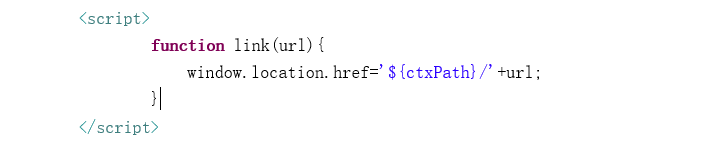 <script>
function link(url){
window.location.href='${ctxPath}/'+url;
}
</script>